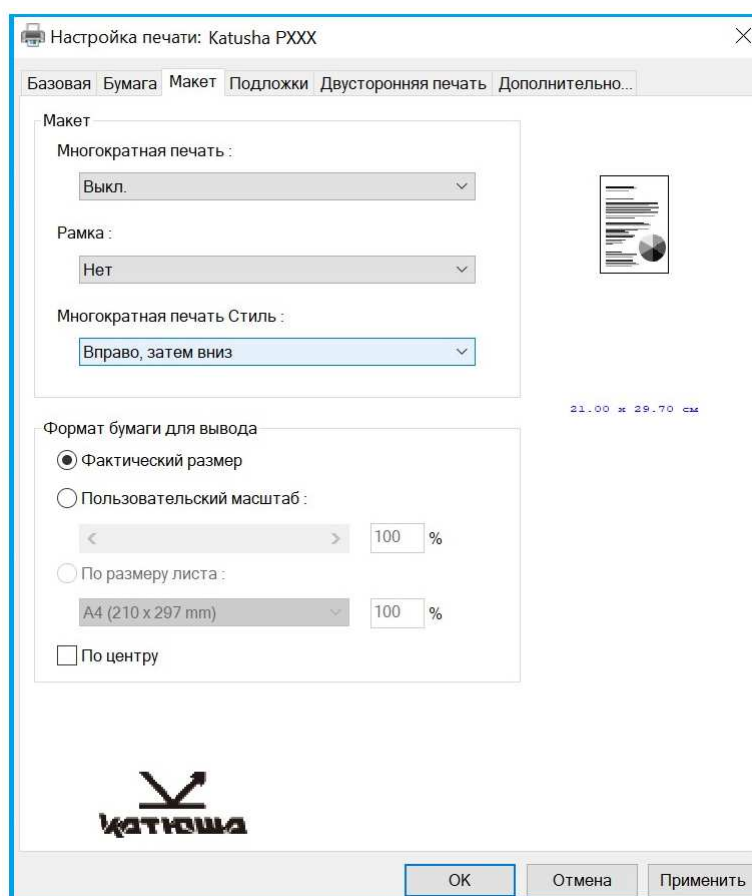 Настройка печати: Katusha PXXX
Базовая Бумага Макет Подложки Двусторонняя печать Дополнительно...
Макет
Многократная печать :
Выкл.
Рамка :
Нет
Многократная печать Стиль :
Вправо, затем вниз
21.00 x 29.70 см
Формат бумаги для вывода
Фактический размер
Пользовательский масштаб :
100 %
По размеру листа :
A4 (210 x 297 mm) 100 %
По центру
катюша
OK Отмена Применить